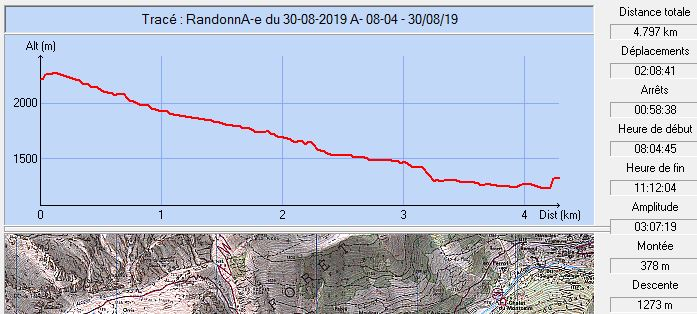 Tracé : RandonnA-e du 30-08-2019 A- 08-04 - 30/08/19
Alt (m)
2000
1500
0
1
2
3
4
Dist (km)
Distance totale
4.797 km
Déplacements
02:08:41
Arrêts
00:58:38
Heure de début
08:04:45
Heure de fin
11:12:04
Amplitude
03:07:19
Montée
378 m
Descente
1273 m